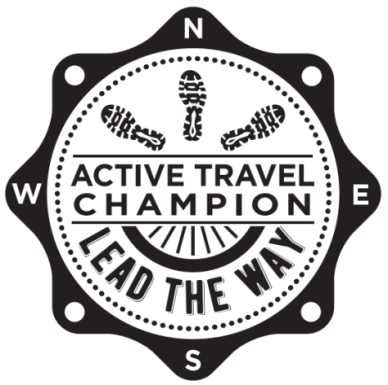 N
W
E
ACTIVE TRAVEL
CHAMPION
LEAD THE WAY
S